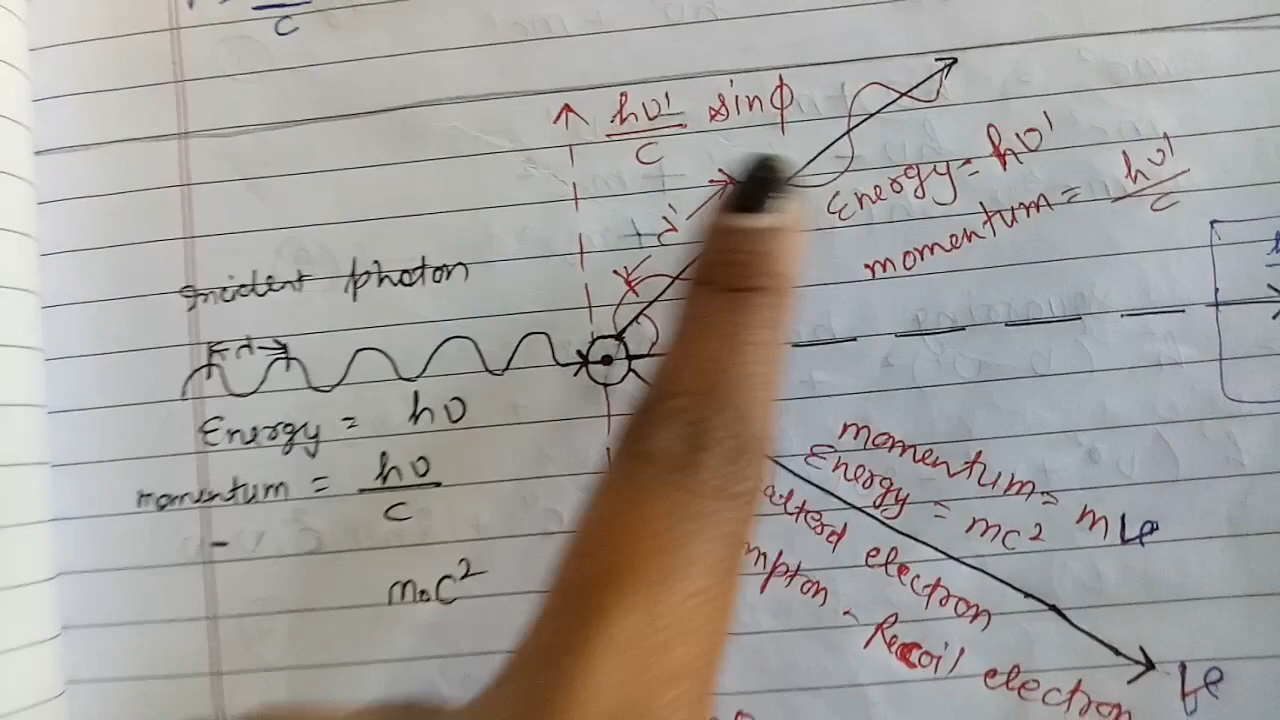 c
hυ' sinϕ
c
Energy = hυ'
momentum = hυ'
c
λ'
Incident photon
λ
Energy = hυ
momentum = hυ
c
m₀c²
momentum = mv
Energy = mc²
electron
Recoil electron